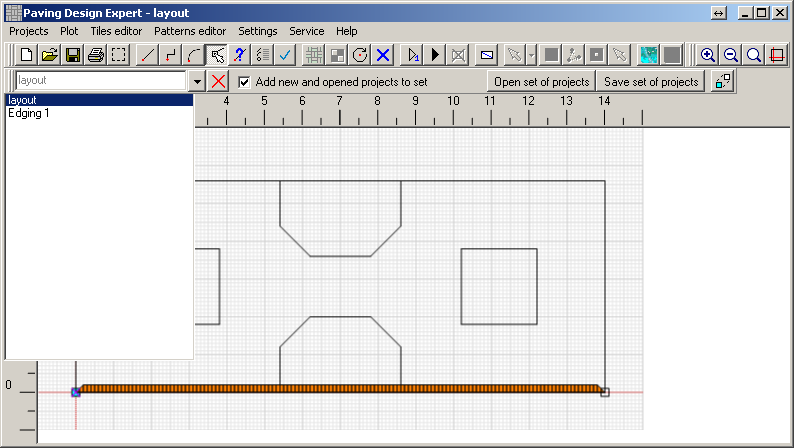 Paving Design Expert - layout
Projects Plot Tiles editor Patterns editor Settings Service Help
layout Add new and opened projects to set Open set of projects Save set of projects
4 5 6 7 8 9 10 11 12 13 14
layout
Edging 1
0